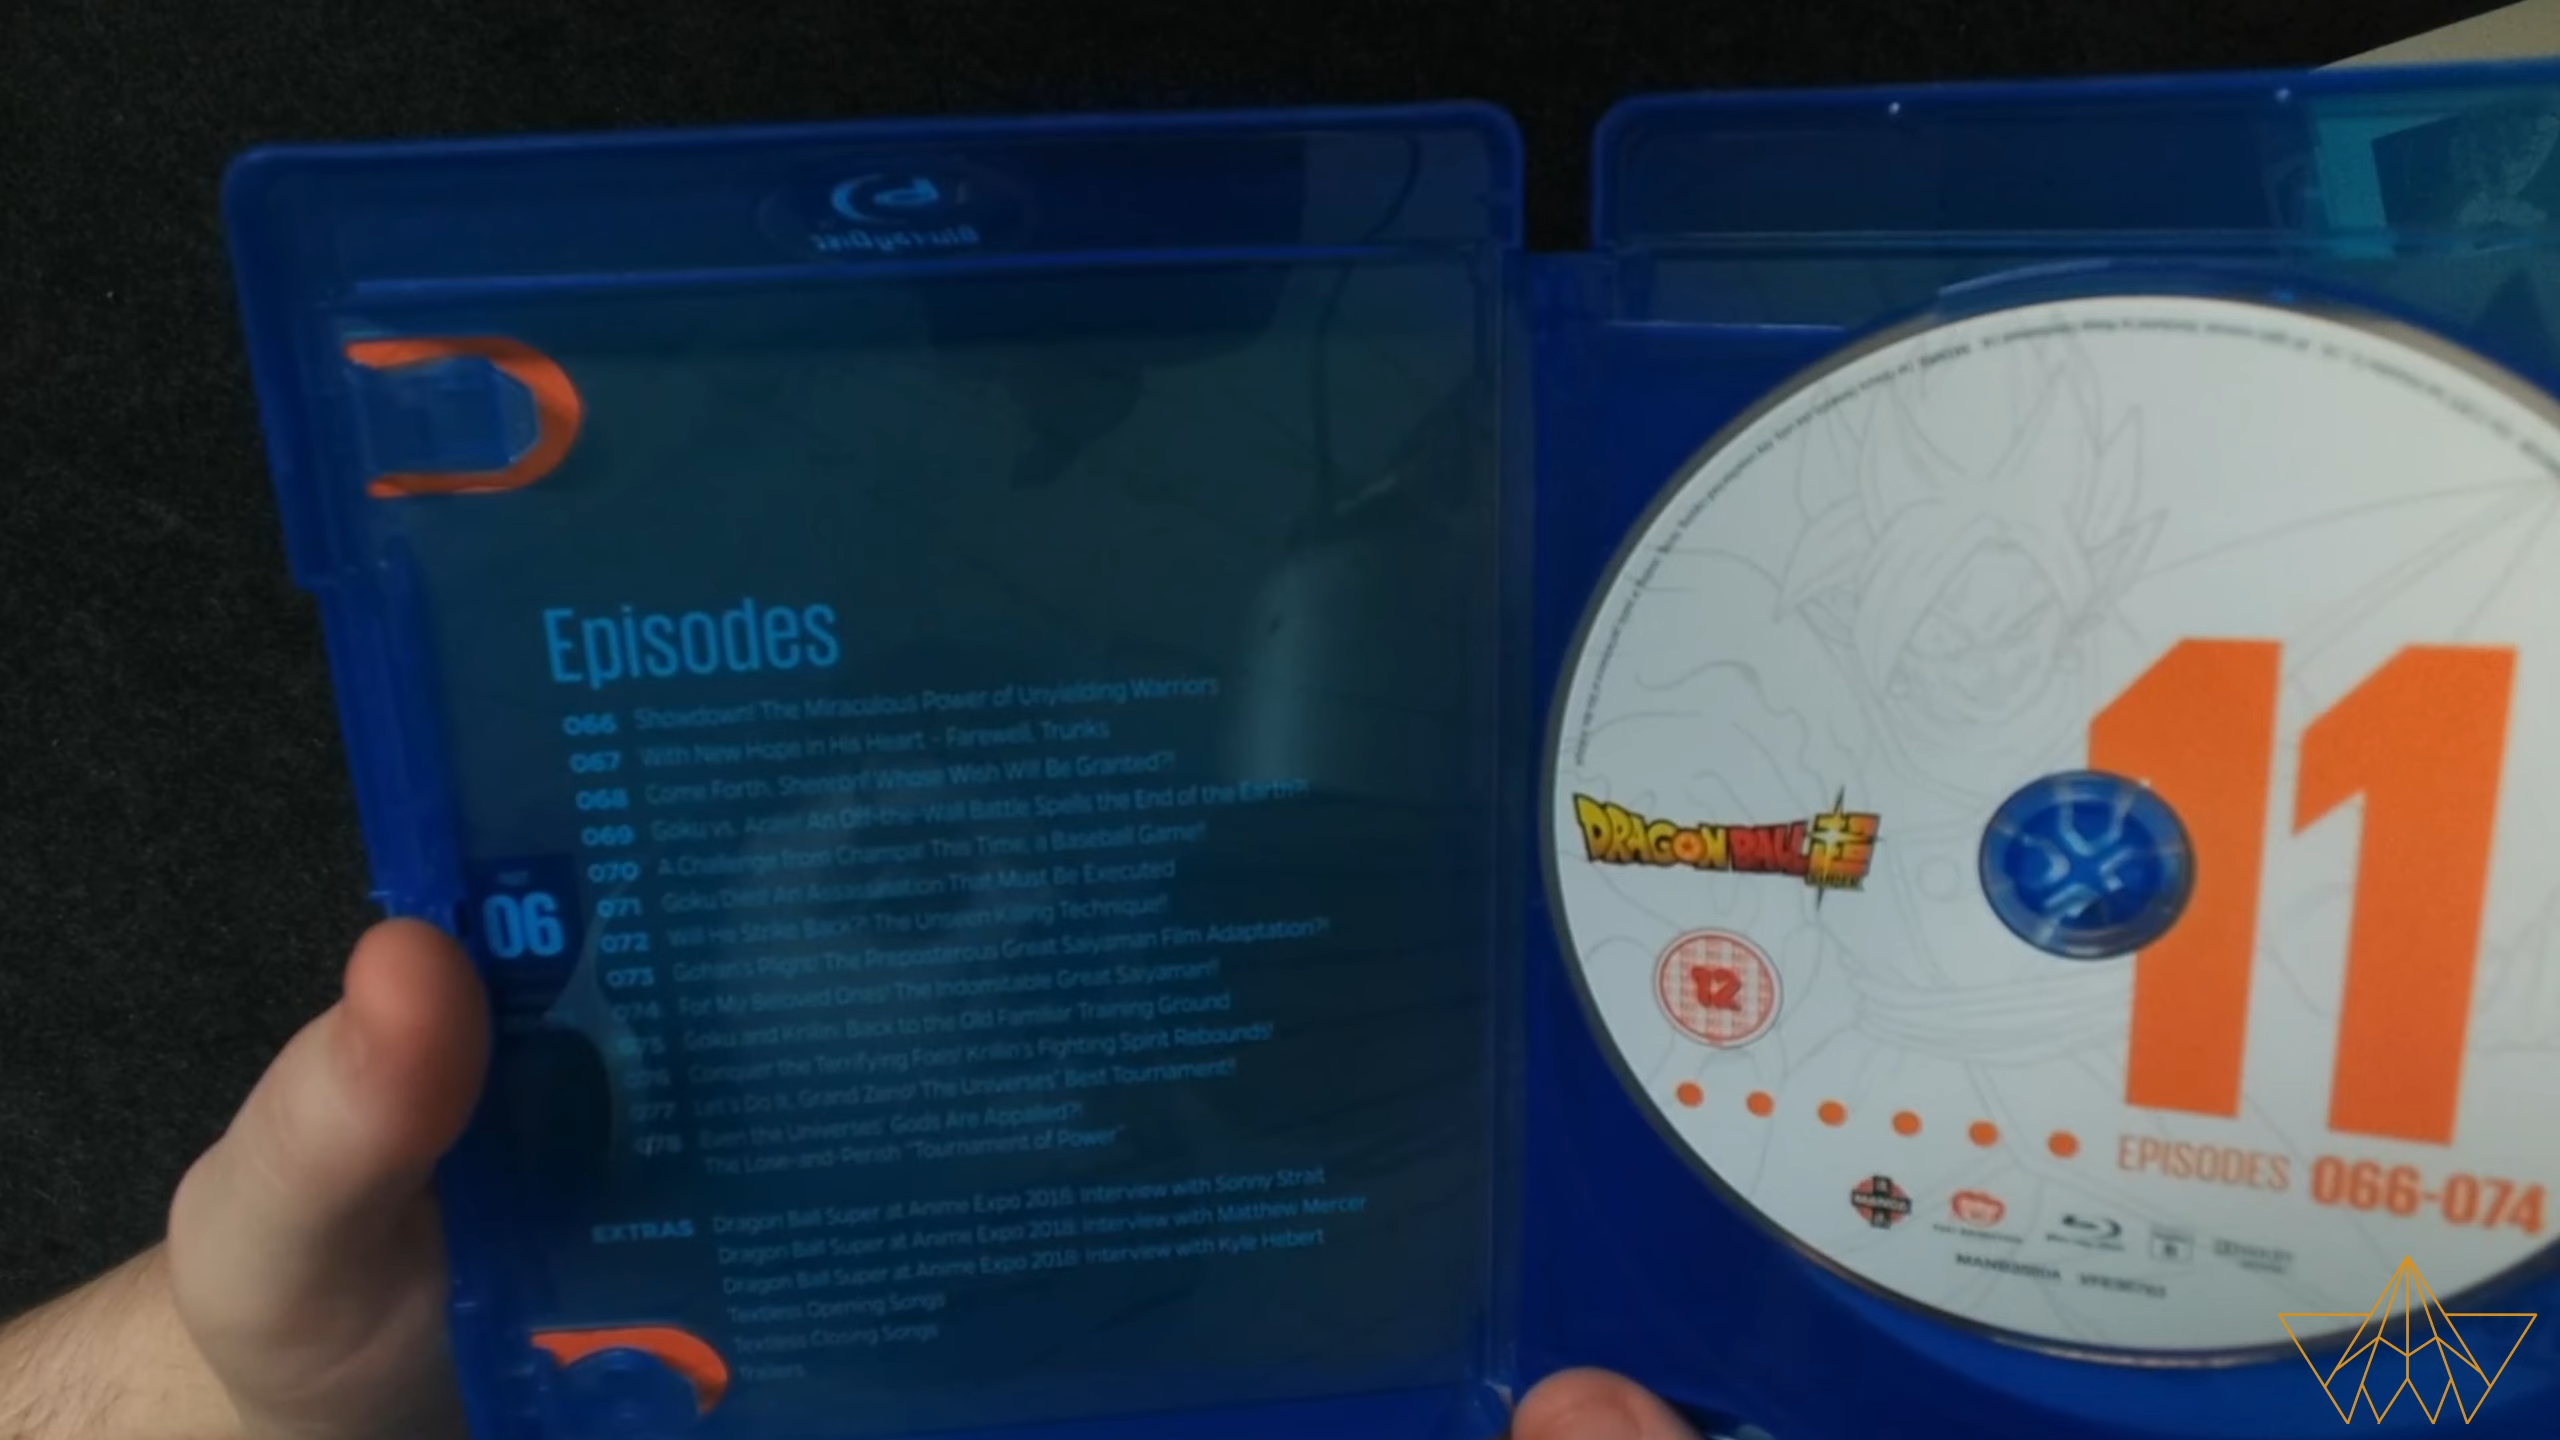 Blu-ray Disc
Episodes
066 Showdown! The Miraculous Power of Unyielding Warriors
067 With New Hope in His Heart - Farewell, Trunks
068 Come Forth, Shenron! Whose Wish Will Be Granted?!
069 Goku vs. Arale! An Off-the-Wall Battle Spells the End of the Earth?!
070 A Challenge from Champa! This Time, a Baseball Game!!
071 Goku Dies! An Assassination That Must Be Executed
072 Will He Strike Back?! The Unseen Killing Technique!!
073 Gohan's Plight! The Preposterous Great Saiyaman Film Adaptation?!
074 For My Beloved Ones! The Indomitable Great Saiyaman!!
075 Goku and Krillin: Back to the Old Familiar Training Ground
076 Conquer the Terrifying Foes! Krillin's Fighting Spirit Rebounds!
077 Let's Do It, Grand Zeno! The Universes' Best Tournament!!
078 Even the Universes' Gods Are Appalled?!
The Lose-and-Perish "Tournament of Power"
EXTRAS Dragon Ball Super at Anime Expo 2018: Interview with Sonny Strait
Dragon Ball Super at Anime Expo 2018: Interview with Matthew Mercer
Dragon Ball Super at Anime Expo 2018: Interview with Kyle Hebert
Textless Opening Songs
Textless Closing Songs
Trailers
06
11
DRAGON BALL 超
SUPER
12
EPISODES 066-074
MANGA